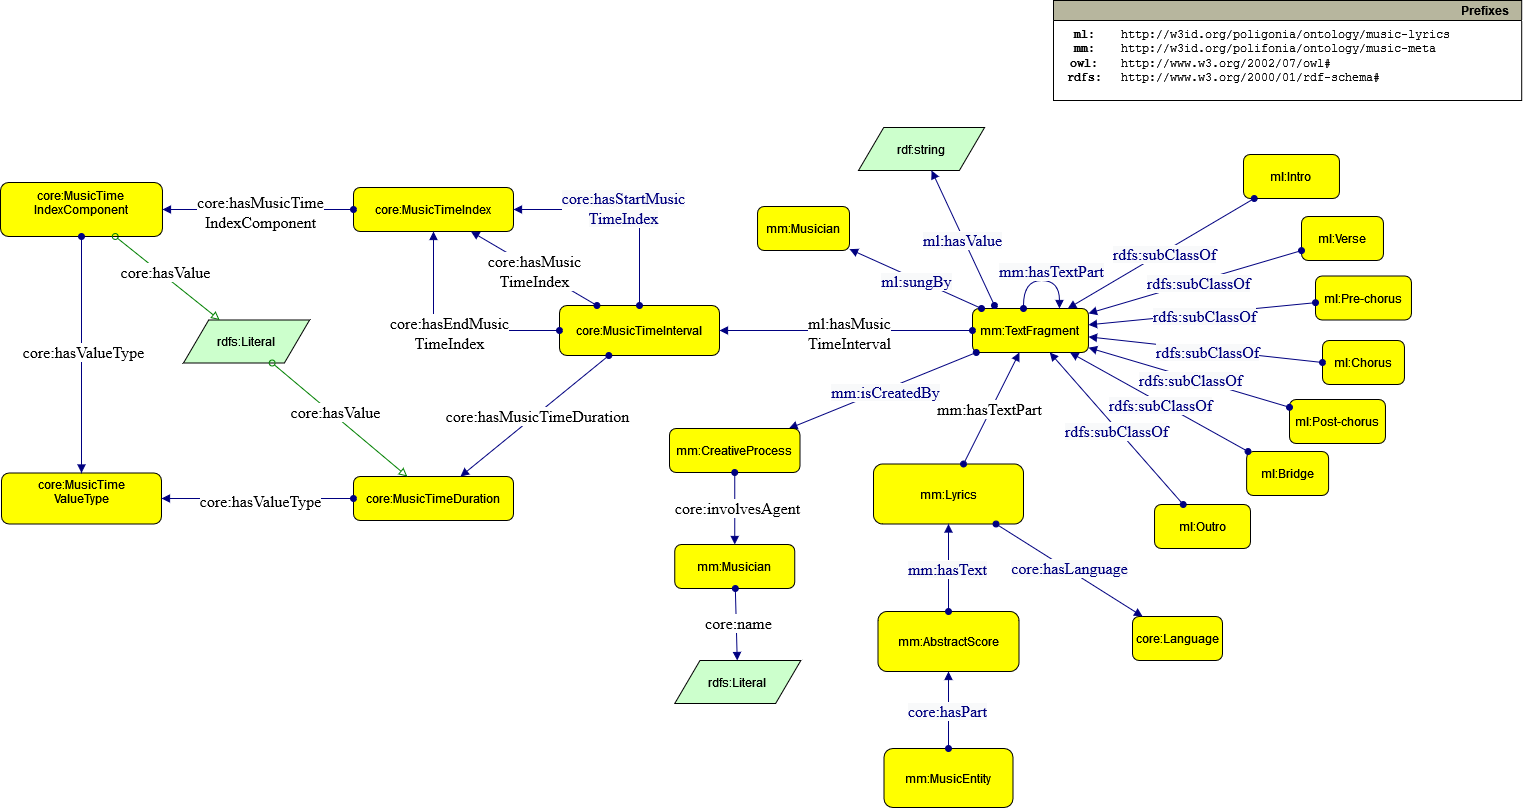 Prefixes
ml: http://w3id.org/poligonia/ontology/music-lyrics
mm: http://w3id.org/polifonia/ontology/music-meta
owl: http://www.w3.org/2002/07/owl#
rdfs: http://www.w3.org/2000/01/rdf-schema#
rdf:string
ml:Intro
core:MusicTime
IndexComponent
core:hasMusicTime
IndexComponent
core:MusicTimeIndex
core:hasStartMusic
TimeIndex
mm:Musician
ml:hasValue
ml:Verse
rdfs:subClassOf
core:hasValue
core:hasMusic
TimeIndex
ml:sungBy
mm:hasTextPart
rdfs:subClassOf
ml:Pre-chorus
rdfs:subClassOf
rdfs:Literal
core:hasEndMusic
TimeIndex
core:MusicTimeInterval
ml:hasMusic
TimeInterval
mm:TextFragment
core:hasValueType
rdfs:subClassOf
ml:Chorus
rdfs:subClassOf
mm:isCreatedBy
core:hasValue
core:hasMusicTimeDuration
mm:hasTextPart
rdfs:subClassOf
ml:Post-chorus
rdfs:subClassOf
mm:CreativeProcess
ml:Bridge
core:MusicTime
ValueType
core:hasValueType
core:MusicTimeDuration
mm:Lyrics
core:involvesAgent
ml:Outro
mm:Musician
mm:hasText
core:hasLanguage
core:name
mm:AbstractScore
core:Language
rdfs:Literal
core:hasPart
mm:MusicEntity